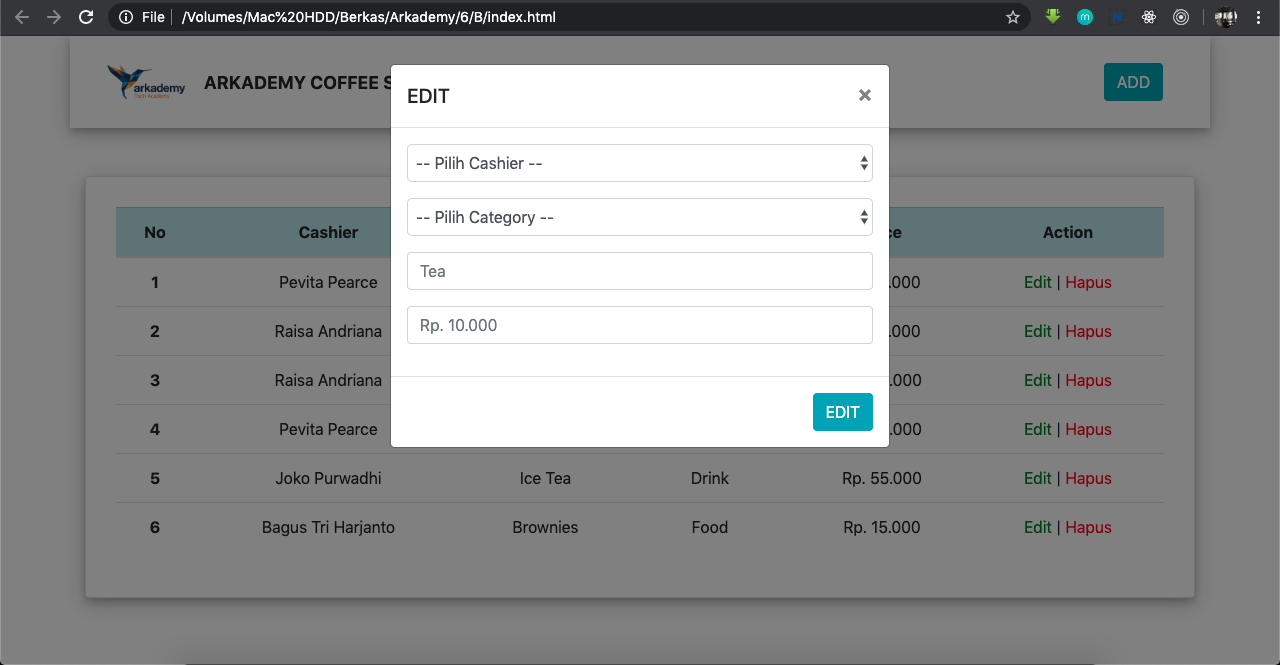 File /Volumes/Mac%20HDD/Berkas/Arkademy/6/B/index.html
arkademy
Tech Academy
ARKADEMY COFFEE S
ADD
EDIT ×
-- Pilih Cashier --
-- Pilih Category --
Tea
Rp. 10.000
EDIT
No Cashier ce Action
1 Pevita Pearce .000 Edit | Hapus
2 Raisa Andriana .000 Edit | Hapus
3 Raisa Andriana .000 Edit | Hapus
4 Pevita Pearce .000 Edit | Hapus
5 Joko Purwadhi Ice Tea Drink Rp. 55.000 Edit | Hapus
6 Bagus Tri Harjanto Brownies Food Rp. 15.000 Edit | Hapus